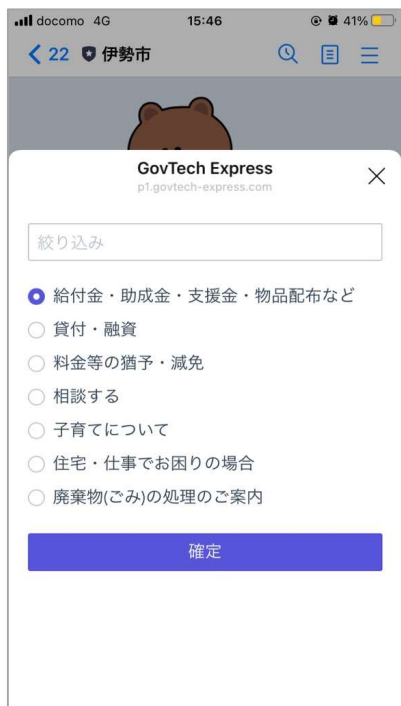 docomo 4G 15:46 41%
22 伊勢市
GovTech Express
p1.govtech-express.com
絞り込み
給付金・助成金・支援金・物品配布など
貸付・融資
料金等の猶予・減免
相談する
子育てについて
住宅・仕事でお困りの場合
廃棄物(ごみ)の処理のご案内
確定